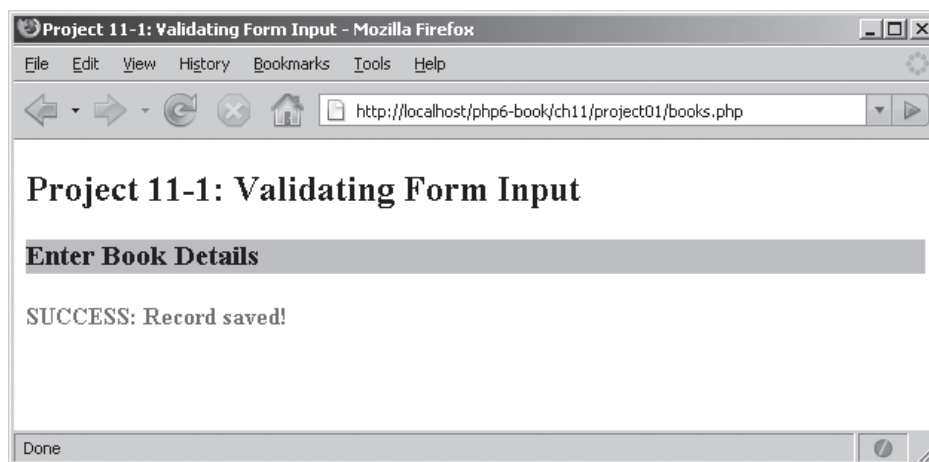 Project 11-1: Validating Form Input - Mozilla Firefox
File Edit View History Bookmarks Tools Help
http://localhost/php6-book/ch11/project01/books.php
Project 11-1: Validating Form Input
Enter Book Details
SUCCESS: Record saved!
Done